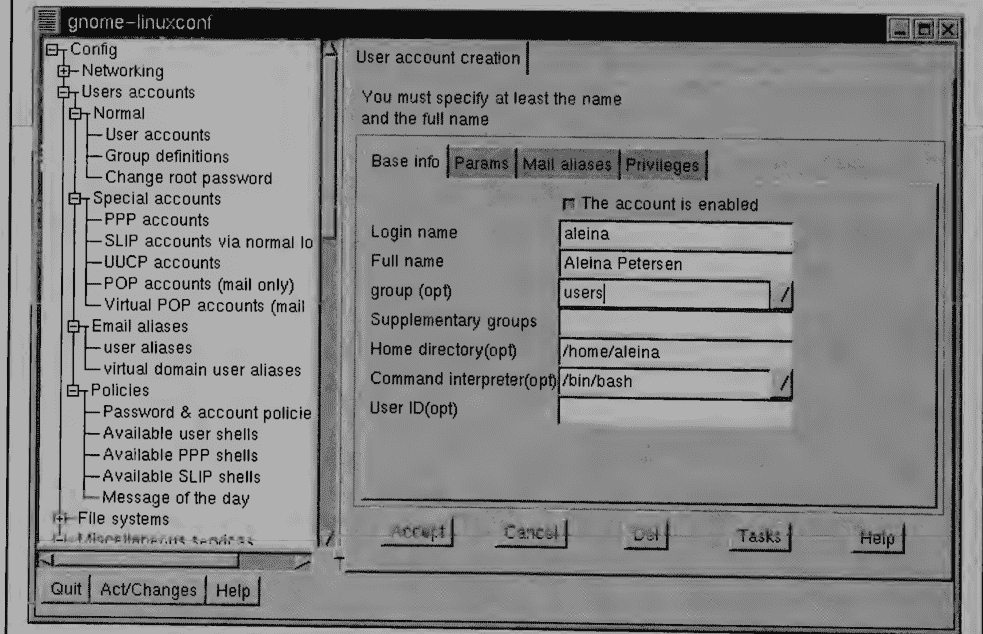 gnome-linuxconf
Config
Networking
Users accounts
Normal
User accounts
Group definitions
Change root password
Special accounts
PPP accounts
SLIP accounts via normal lo
UUCP accounts
POP accounts (mail only)
Virtual POP accounts (mail
Email aliases
user aliases
virtual domain user aliases
Policies
Password & account policie
Available user shells
Available PPP shells
Available SLIP shells
Message of the day
File systems
Miscellaneous services
Quit Act/Changes Help
User account creation
You must specify at least the name
and the full name
Base info Params Mail aliases Privileges
The account is enabled
Login name aleina
Full name Aleina Petersen
group (opt) users
Supplementary groups
Home directory(opt) /home/aleina
Command interpreter(opt) /bin/bash
User ID(opt)
Accept Cancel Del Tasks Help